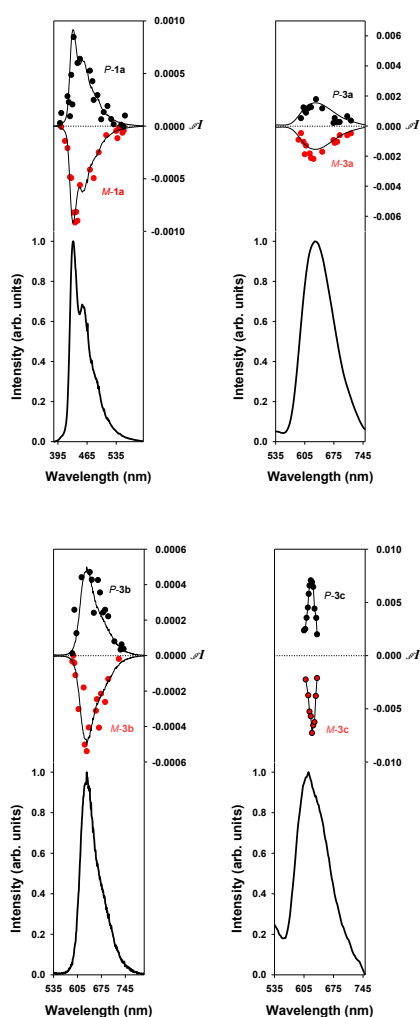 0.0010
P-1a
0.0005
0.0000
ΔI
M-1a
-0.0005
-0.0010
1.0
0.8
0.6
0.4
0.2
0.0
Intensity (arb. units)
395 465 535
Wavelength (nm)
0.006
P-3a
0.004
0.002
0.000
ΔI
-0.002
M-3a
-0.004
-0.006
1.0
0.8
0.6
0.4
0.2
0.0
Intensity (arb. units)
535 605 675 745
Wavelength (nm)
0.0006
P-3b
0.0004
0.0002
0.0000
ΔI
-0.0002
M-3b
-0.0004
-0.0006
1.0
0.8
0.6
0.4
0.2
0.0
Intensity (arb. units)
535 605 675 745
Wavelength (nm)
0.010
P-3c
0.005
0.000
ΔI
-0.005
M-3c
-0.010
1.0
0.8
0.6
0.4
0.2
0.0
Intensity (arb. units)
535 605 675 745
Wavelength (nm)